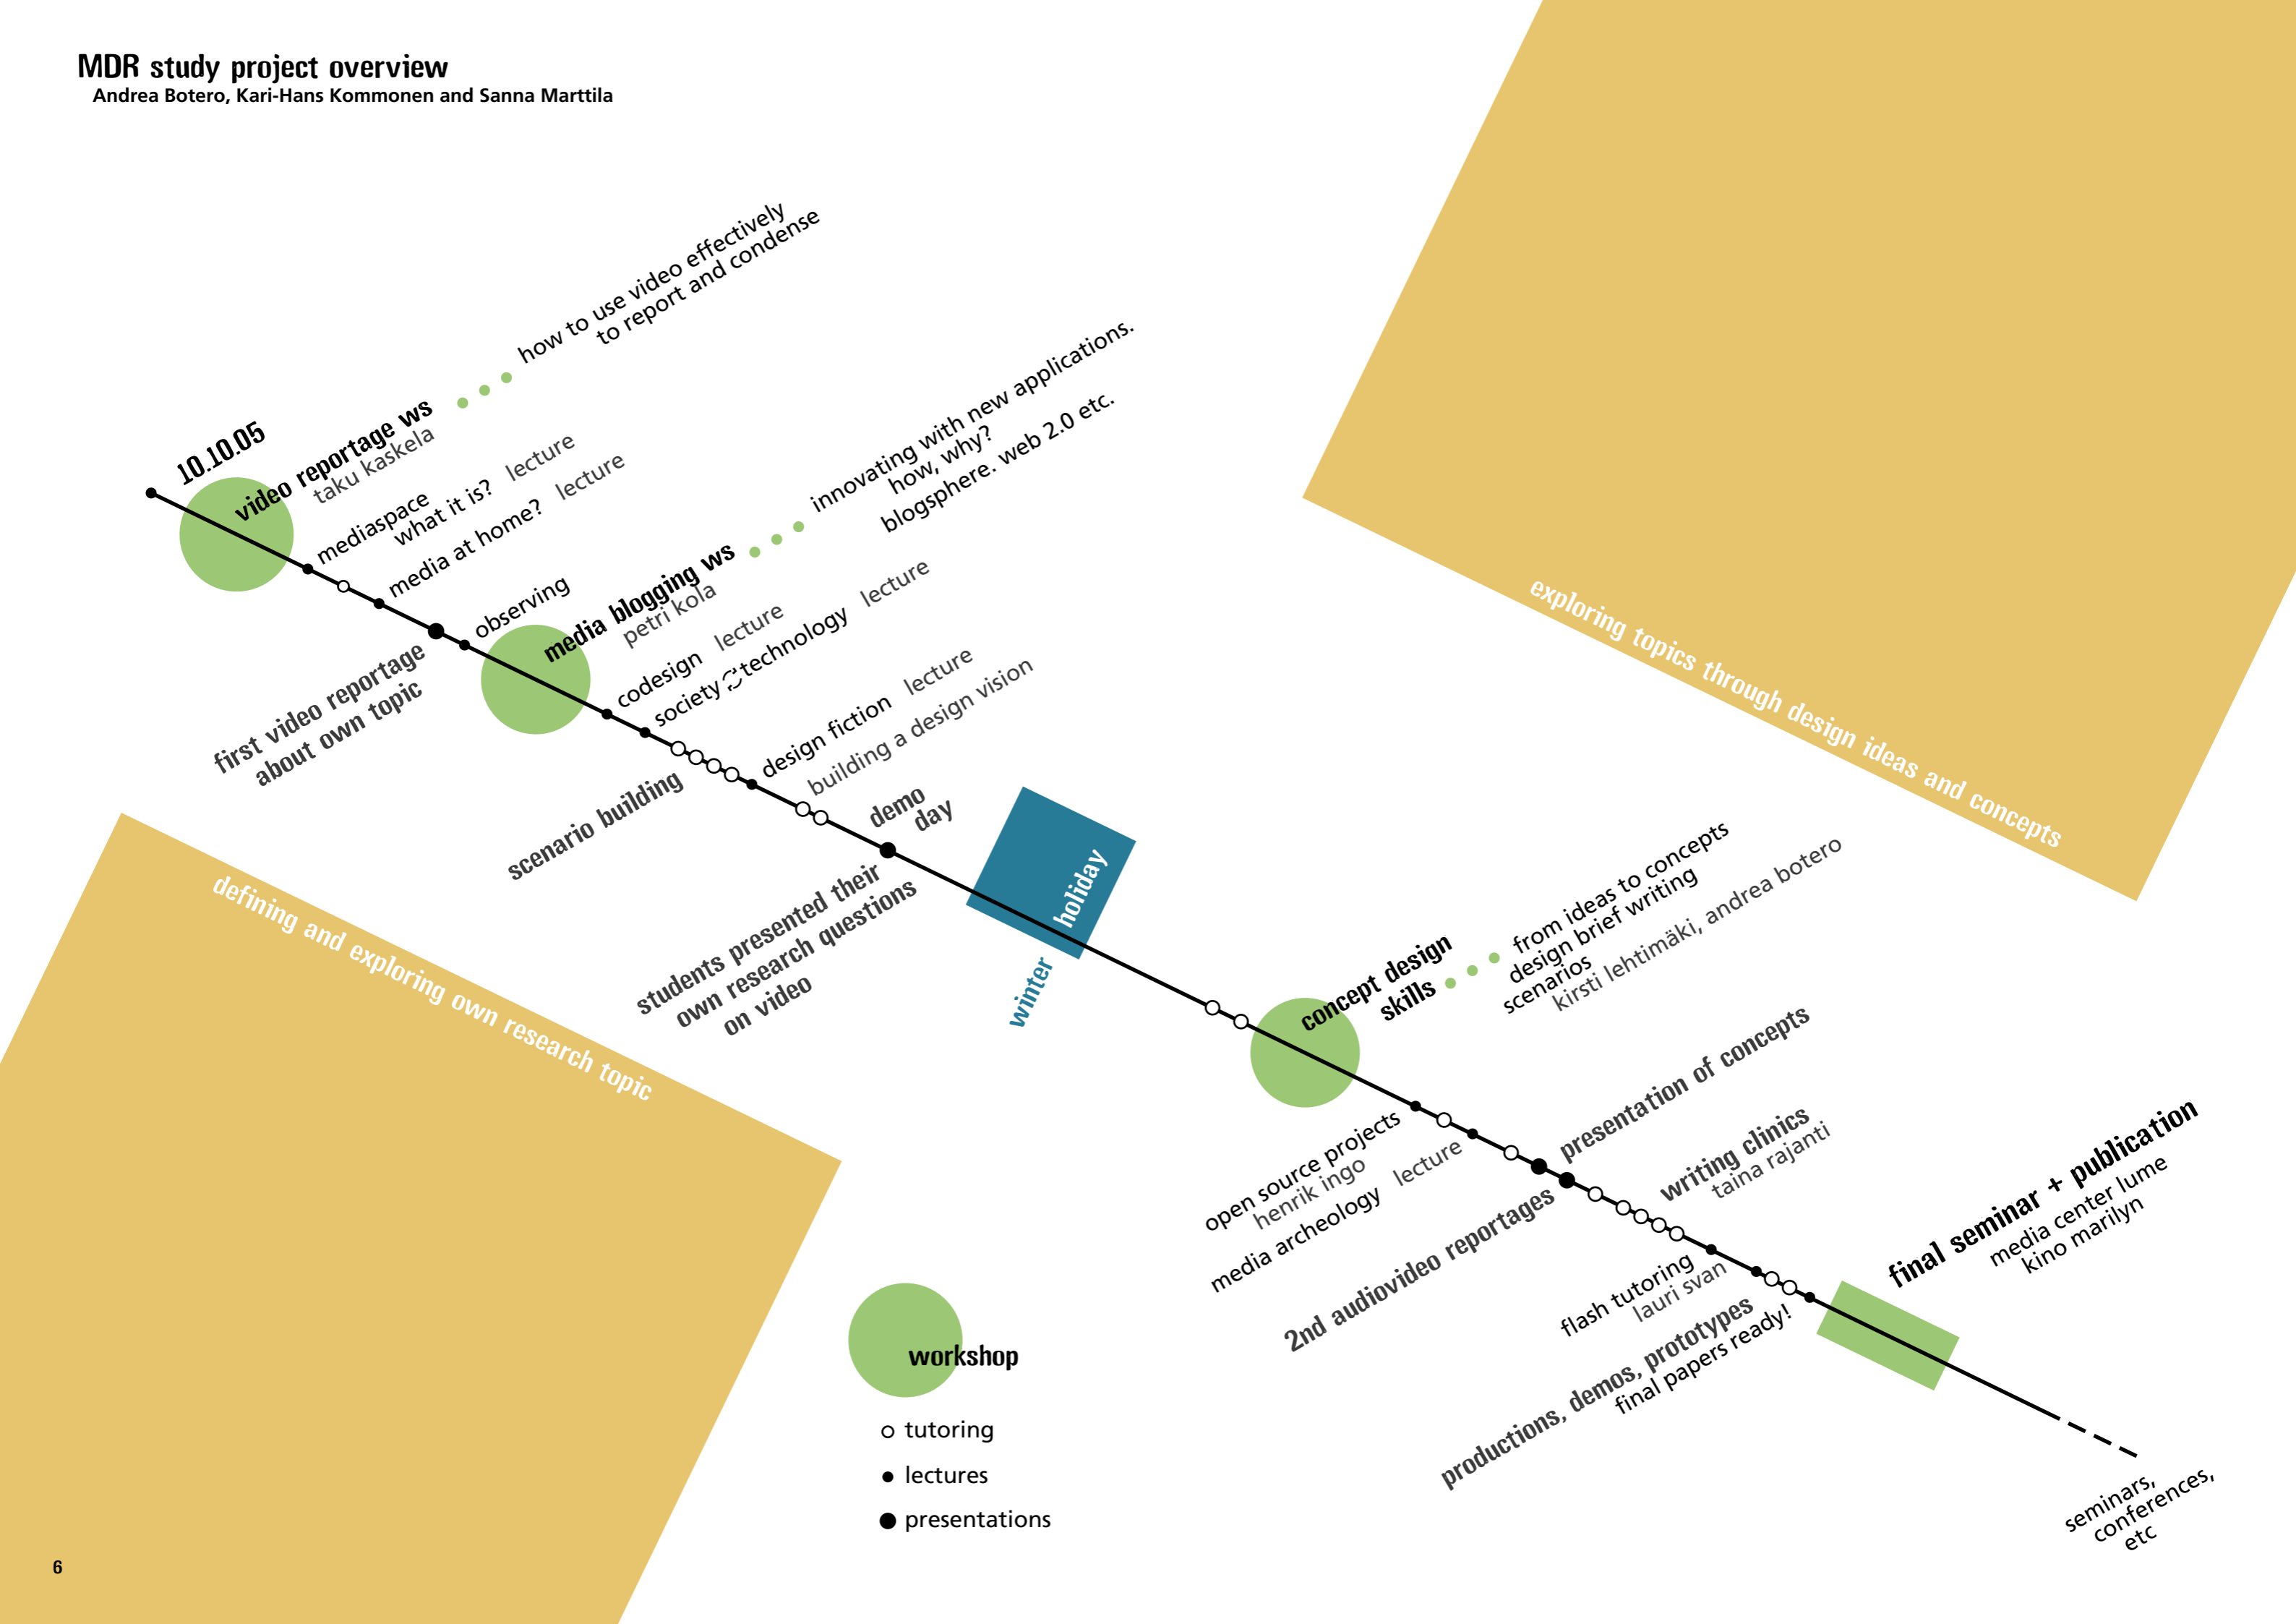 MDR study project overview
Andrea Botero, Kari-Hans Kommonen and Sanna Marttila
10.10.05
video reportage ws
taku kaskela
how to use video effectively
to report and condense
mediaspace
what it is? lecture
media at home? lecture
first video reportage
about own topic
observing
media blogging ws
petri kola
innovating with new applications.
how, why?
blogsphere. web 2.0 etc.
codesign lecture
society technology lecture
scenario building
design fiction lecture
building a design vision
demo
day
students presented their
own research questions
on video
winter holiday
defining and exploring own research topic
exploring topics through design ideas and concepts
concept design
skills
from ideas to concepts
design brief writing
scenarios
kirsti lehtimäki, andrea botero
open source projects
henrik ingo
media archeology lecture
presentation of concepts
2nd audiovideo reportages
writing clinics
taina rajanti
flash tutoring
lauri svan
productions, demos, prototypes
final papers ready!
final seminar + publication
media center lume
kino marilyn
seminars,
conferences,
etc
workshop
tutoring
lectures
presentations
6